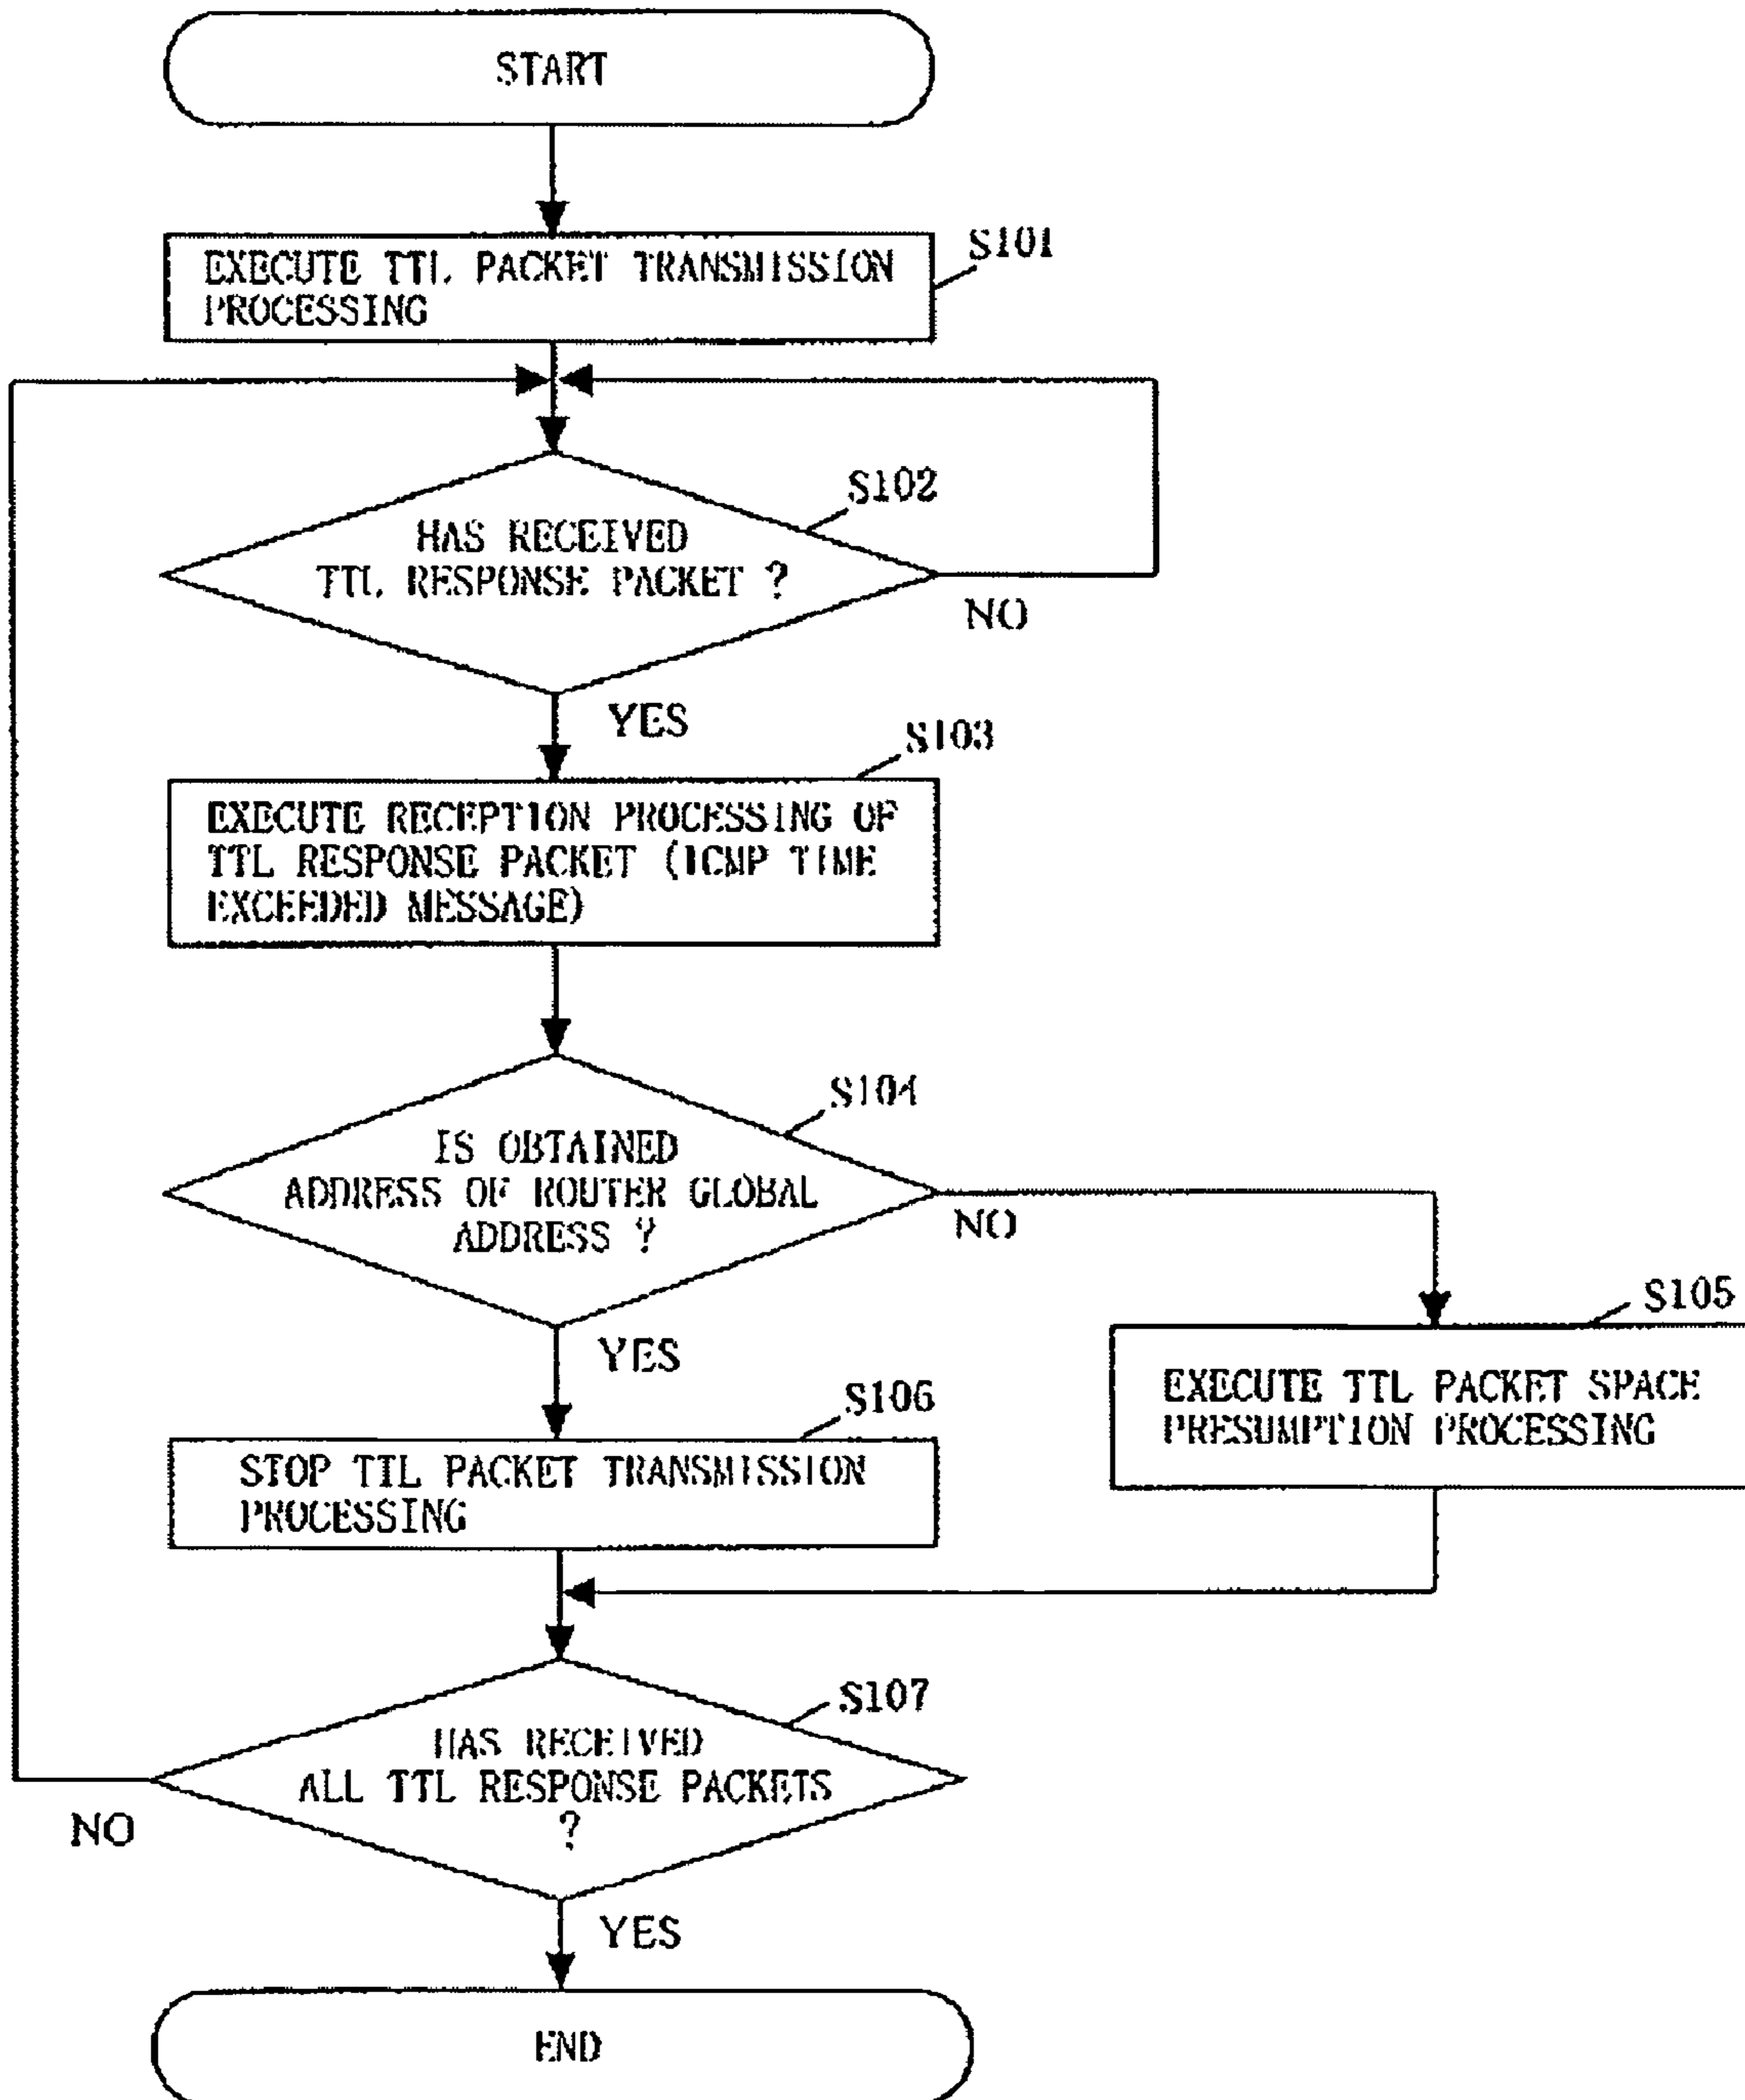 START
S101
EXECUTE TTL PACKET TRANSMISSION
PROCESSING
S102
HAS RECEIVED
TTL RESPONSE PACKET ?
NO
YES
S103
EXECUTE RECEPTION PROCESSING OF
TTL RESPONSE PACKET (ICMP TIME
EXCEEDED MESSAGE)
S104
IS OBTAINED
ADDRESS OF ROUTER GLOBAL
ADDRESS ?
NO
YES
S105
EXECUTE TTL PACKET SPACE
PRESUMPTION PROCESSING
S106
STOP TTL PACKET TRANSMISSION
PROCESSING
S107
HAS RECEIVED
ALL TTL RESPONSE PACKETS
?
NO
YES
END